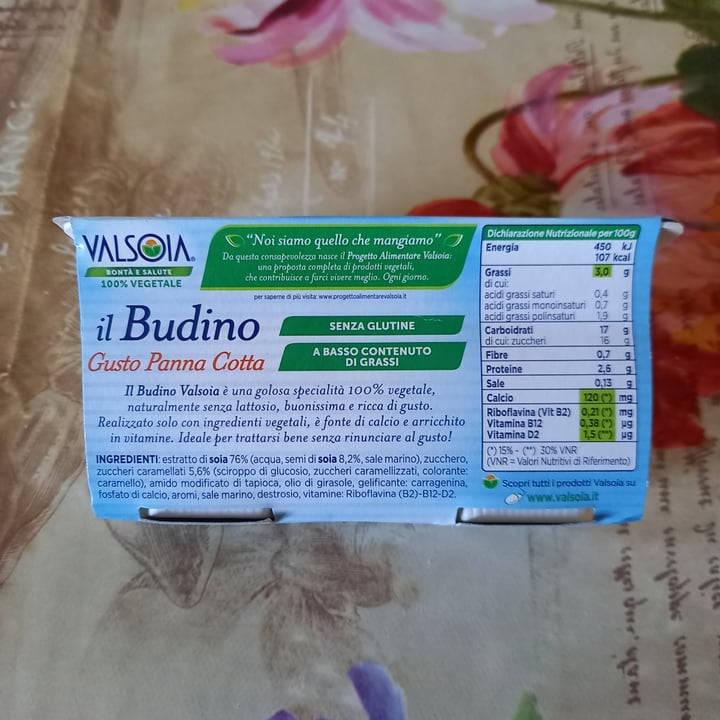 VALSOIA®
BONTÀ E SALUTE
100% VEGETALE
"Noi siamo quello che mangiamo"
Da questa consapevolezza nasce il Progetto Alimentare Valsoia:
una proposta completa di prodotti vegetali,
che contribuisce a farci vivere meglio. Ogni giorno.
per saperne di più visita: www.progettoalimentarevalsoia.it
il Budino
Gusto Panna Cotta
SENZA GLUTINE
A BASSO CONTENUTO
DI GRASSI
Il Budino Valsoia è una golosa specialità 100% vegetale,
naturalmente senza lattosio, buonissima e ricca di gusto.
Realizzato solo con ingredienti vegetali, è fonte di calcio e arricchito
in vitamine. Ideale per trattarsi bene senza rinunciare al gusto!
INGREDIENTI: estratto di soia 76% (acqua, semi di soia 8,2%, sale marino), zucchero,
zuccheri caramellati 5,6% (sciroppo di glucosio, zuccheri caramellizzati, colorante:
caramello), amido modificato di tapioca, olio di girasole, gelificante: carragenina,
fosfato di calcio, aromi, sale marino, destrosio, vitamine: Riboflavina (B2)-B12-D2.
Dichiarazione Nutrizionale per 100g
Energia 450 kJ
107 kcal
Grassi 3,0 g
di cui:
acidi grassi saturi 0,4 g
acidi grassi monoinsaturi 0,7 g
acidi grassi polinsaturi 1,9 g
Carboidrati 17 g
di cui: zuccheri 16 g
Fibre 0,7 g
Proteine 2,6 g
Sale 0,13 g
Calcio 120 (*) mg
Riboflavina (Vit B2) 0,21 (*) mg
Vitamina B12 0,38 (*) µg
Vitamina D2 1,5 (**) µg
(*) 15% - (**) 30% VNR
(VNR = Valori Nutritivi di Riferimento)
Scopri tutti i prodotti Valsoia su:
www.valsoia.it